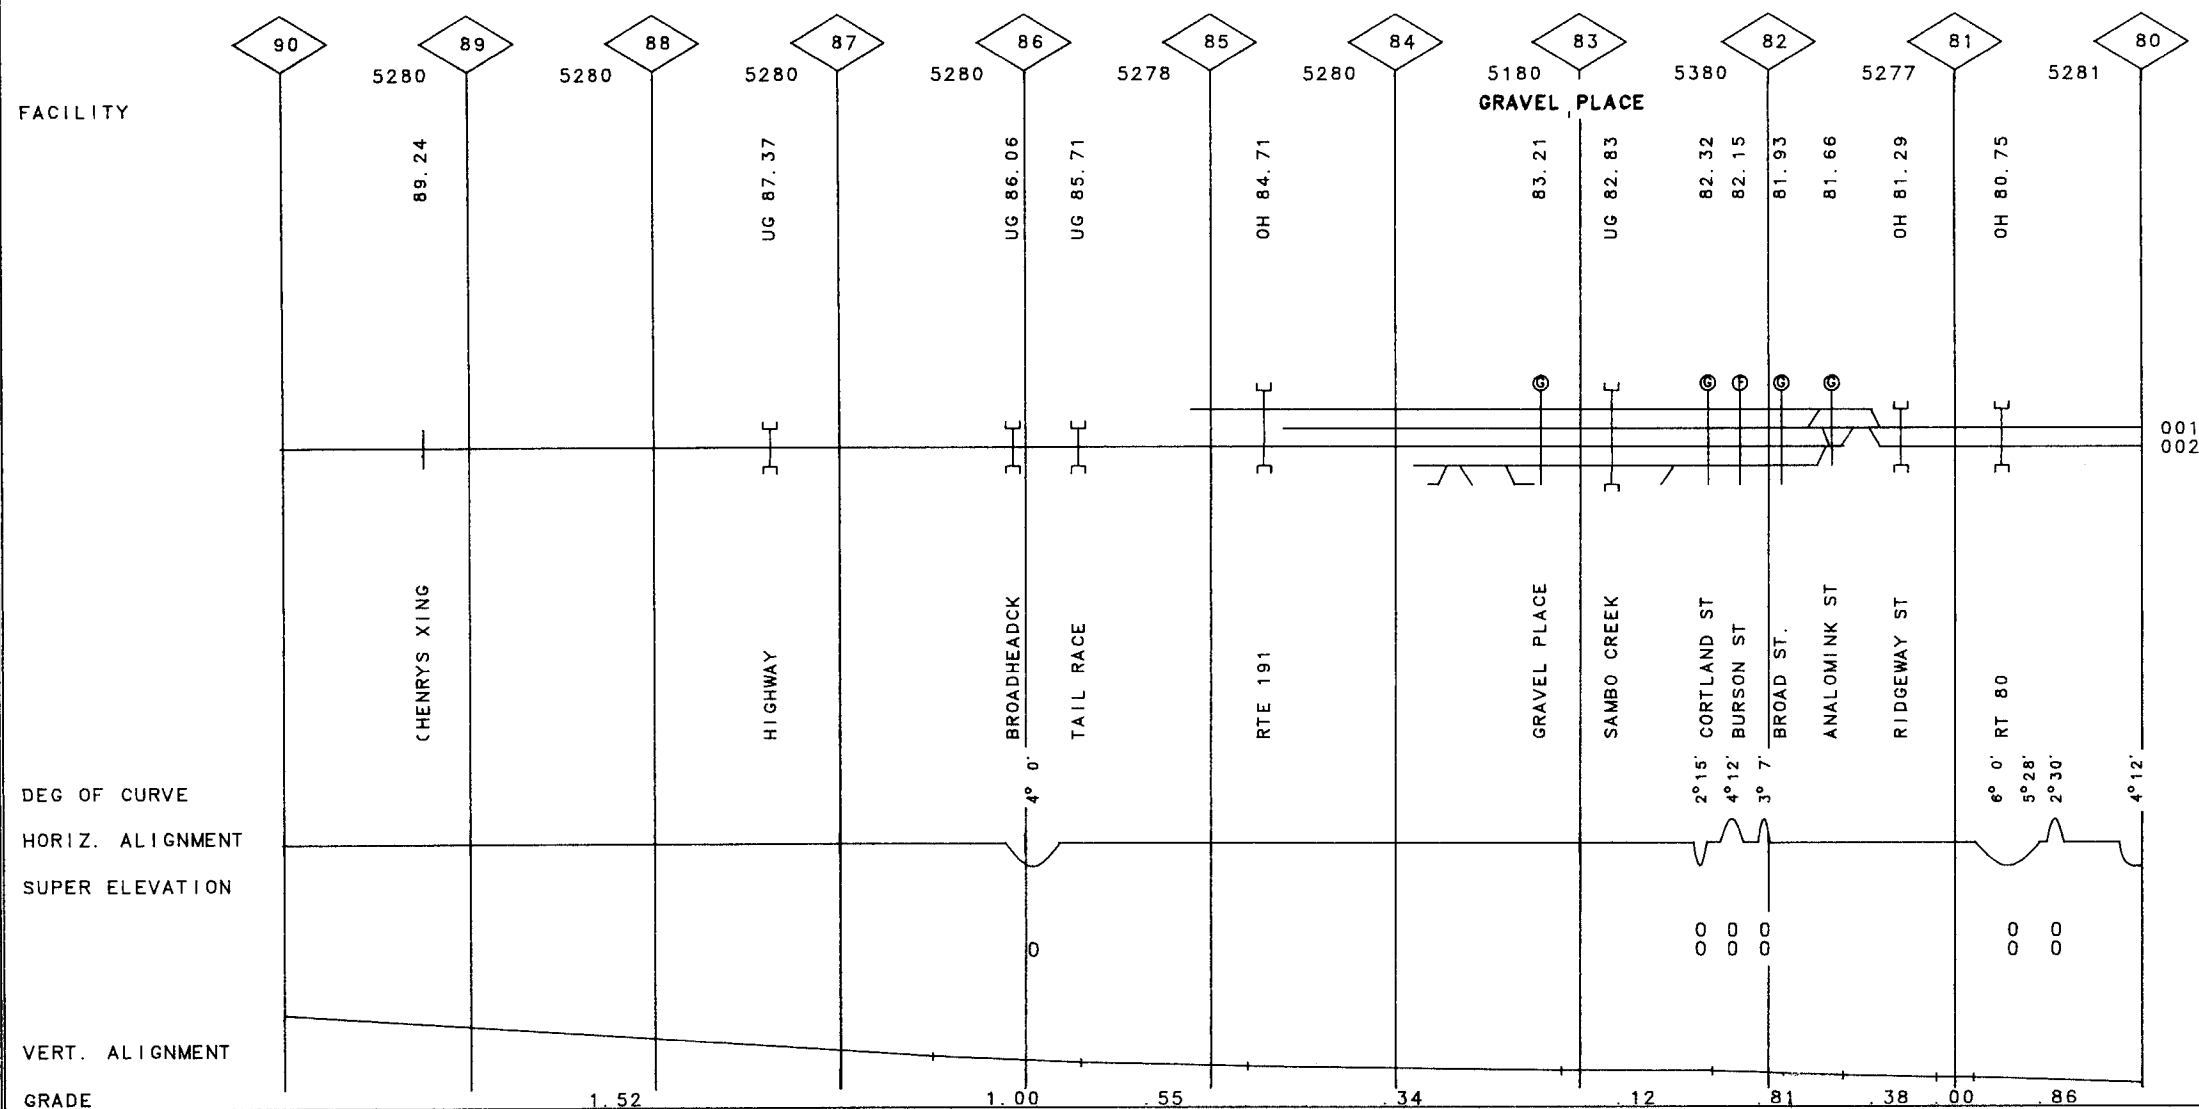 90 89 88 87 86 85 84 83 82 81 80
5280 5280 5280 5280 5278 5280 5180 5380 5277 5281
FACILITY
GRAVEL PLACE
89.24
UG 87.37
UG 86.06
UG 85.71
OH 84.71
83.21
UG 82.83
82.32
82.15
81.93
81.66
OH 81.29
OH 80.75
G G F G G
001
002
CHENRYS XING
HIGHWAY
BROADHEADCK
TAIL RACE
RTE 191
GRAVEL PLACE
SAMBO CREEK
CORTLAND ST
BURSON ST
BROAD ST.
ANALOMINK ST
RIDGEWAY ST
RT 80
DEG OF CURVE
4° 0'
2°15'
4°12'
3° 7'
6° 0'
5°28'
2°30'
4°12'
HORIZ. ALIGNMENT
SUPER ELEVATION
0 0 0 0 0
0 0 0 0 0 0
VERT. ALIGNMENT
GRADE 1.52 1.00 .55 .34 .12 .81 .38 .00 .86